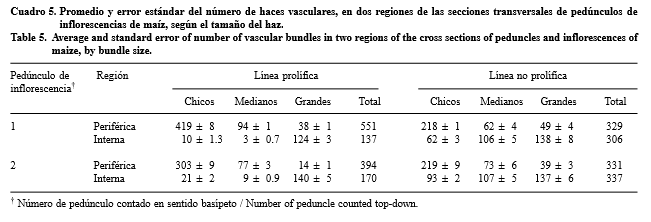 Cuadro 5. Promedio y error estándar del número de haces vasculares, en dos regiones de las secciones transversales de pedúnculos de
inflorescencias de maíz, según el tamaño del haz.
Table 5. Average and standard error of number of vascular bundles in two regions of the cross sections of peduncles and inflorescences of
maize, by bundle size.
Pedúnculo de Región Línea prolífica Línea no prolífica
inflorescencia†
Chicos Medianos Grandes Total Chicos Medianos Grandes Total
1 Periférica 419 ± 8 94 ± 1 38 ± 1 551 218 ± 1 62 ± 4 49 ± 4 329
Interna 10 ± 1.3 3 ± 0.7 124 ± 3 137 62 ± 3 106 ± 5 138 ± 8 306
2 Periférica 303 ± 9 77 ± 3 14 ± 1 394 219 ± 9 73 ± 6 39 ± 3 331
Interna 21 ± 2 9 ± 0.9 140 ± 5 170 93 ± 2 107 ± 5 137 ± 6 337
† Número de pedúnculo contado en sentido basípeto / Number of peduncle counted top-down.